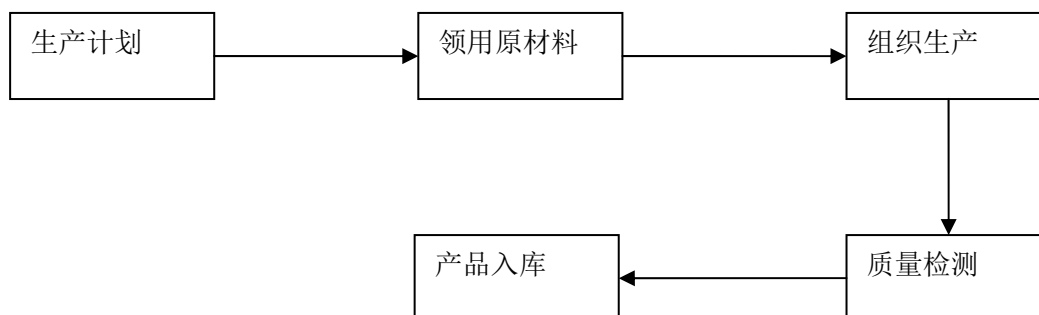 生产计划
领用原材料
组织生产
质量检测
产品入库